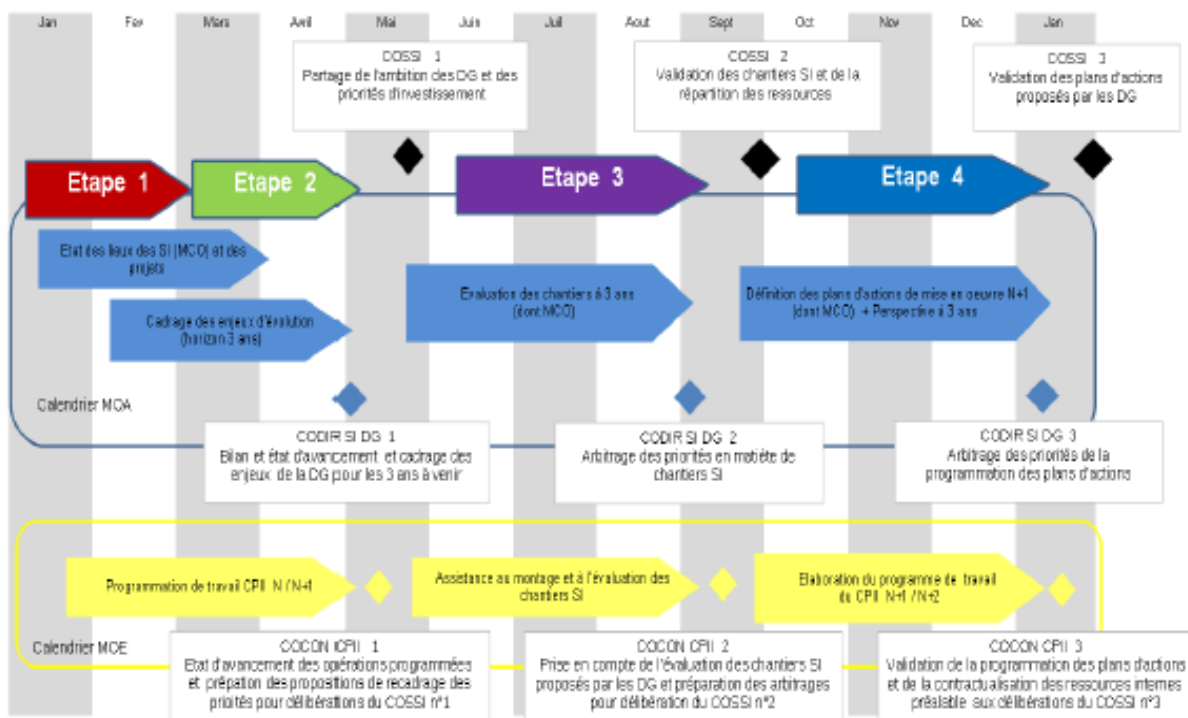 Jan Fev Mars Avril Mai Juin Juil Aout Sept Oct Nov Dec Jan
COSSI 1
Partage de l'ambition des DG et des
priorités d'investissement
COSSI 2
Validation des chantiers SI et de la
répartition des ressources
COSSI 3
Validation des plans d'actions
proposés par les DG
Etape 1
Etape 2
Etape 3
Etape 4
Etat des lieux des SI (MCO) et des
projets
Cadrage des enjeux d'évolution
(horizon 3 ans)
Evaluation des chantiers à 3 ans
(dont MCO)
Définition des plans d'actions de mise en oeuvre N+1
(dont MCO) + Perspective à 3 ans
Calendrier MOA
CODIR SI DG 1
Bilan et état d'avancement et cadrage des
enjeux de la DG pour les 3 ans à venir
CODIR SI DG 2
Arbitrage des priorités en matiéte de
chantiers SI
CODIR SI DG 3
Arbitrage des priorités de la
programmation des plans d'actions
Programmation de travail CPII N / N+1
Assistance au montage et à l'évaluation des
chantiers SI
Elaboration du programme de travail
du CPII N+1 / N+2
Calendrier MOE
COCON ICPII 1
Etat d'avancement des opérations programmées
et prépation des propositions de recadrage des
prioités pour délibérations du COSSI n°1
COCON CPII 2
Prise en compte de l'évaluation des chantiers SI
proposés par les DG et préparation des arbitrages
pour délibération du COSSI n°2
COCON CPII 3
Validation de la programmation des plans d'actions
et de la contractualisation des ressources internes
préalable aux délibérations du COSSI n°3